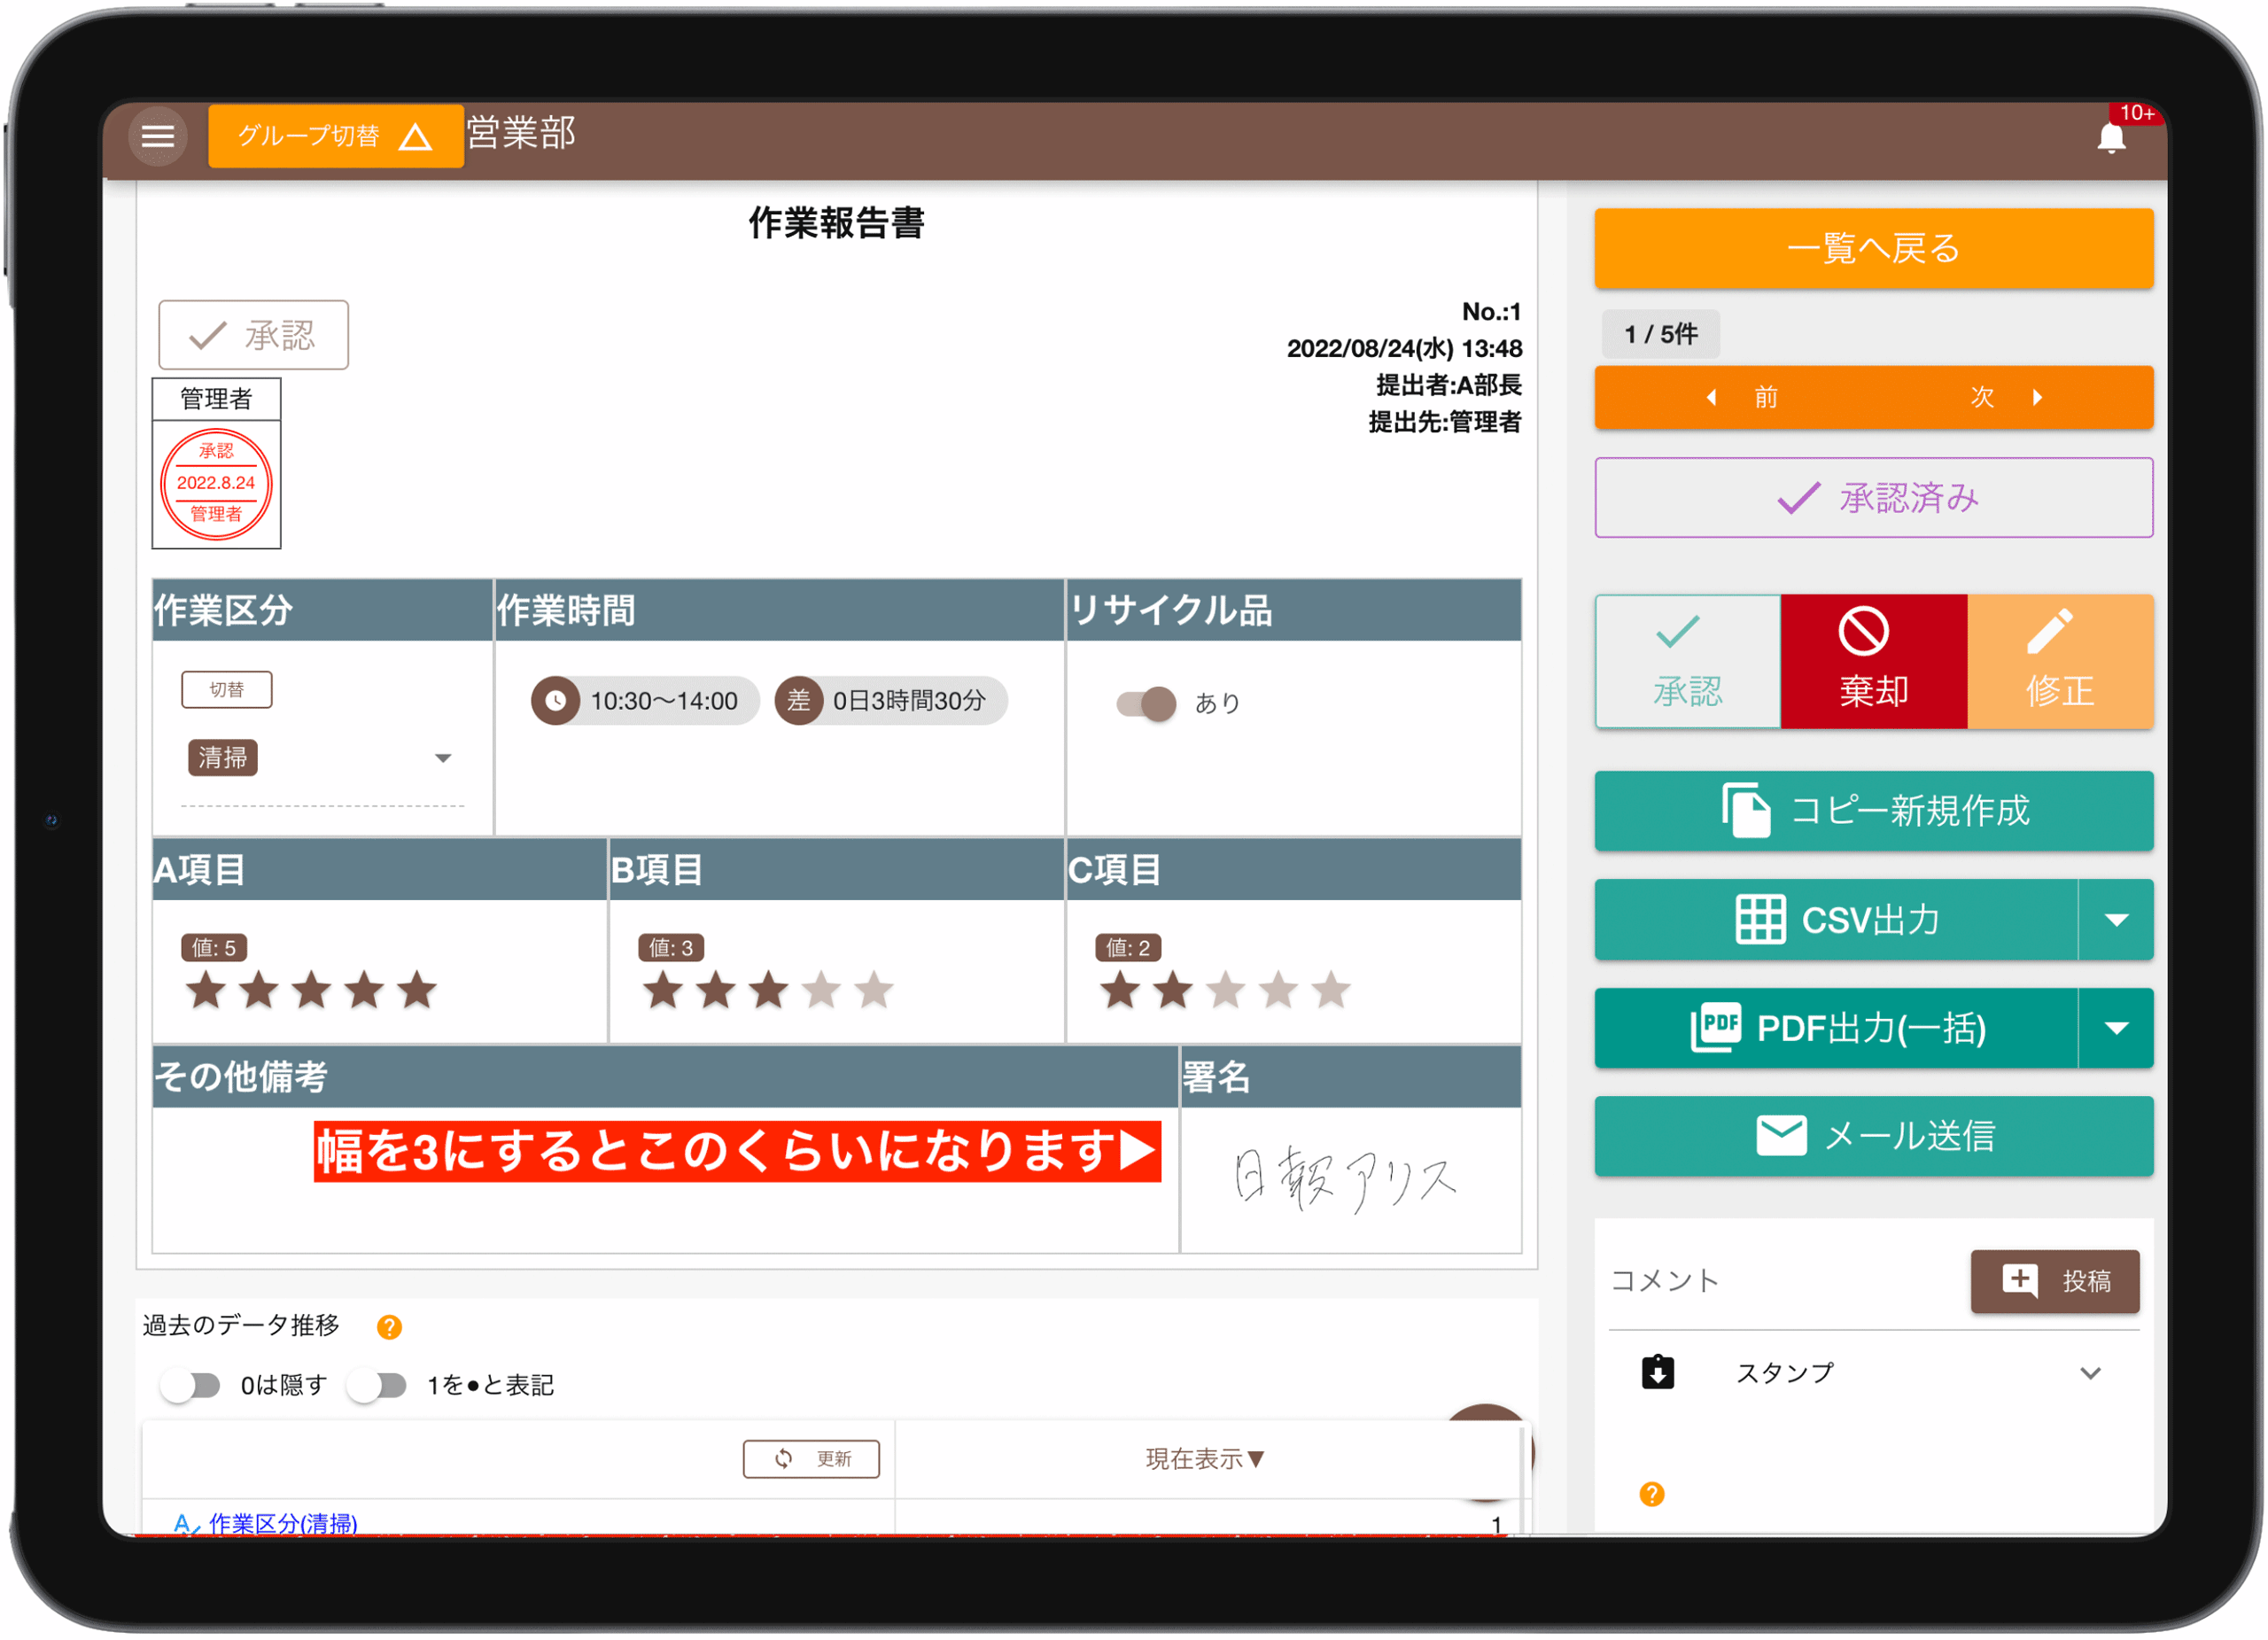 グループ切替 △ 営業部
10+
作業報告書
承認
No.:1
2022/08/24(水) 13:48
提出者:A部長
提出先:管理者
管理者
承認
2022.8.24
管理者
作業区分
作業時間
リサイクル品
切替
清掃
10:30〜14:00
差 0日3時間30分
あり
A項目
B項目
C項目
値: 5
値: 3
値: 2
その他備考
署名
幅を3にするとこのくらいになります▶
日報アリス
過去のデータ推移
0は隠す
1を●と表記
更新
現在表示▼
作業区分(清掃)
1
一覧へ戻る
1 / 5件
前
次
承認済み
承認
棄却
修正
コピー新規作成
CSV出力
PDF PDF出力(一括)
メール送信
コメント
投稿
スタンプ